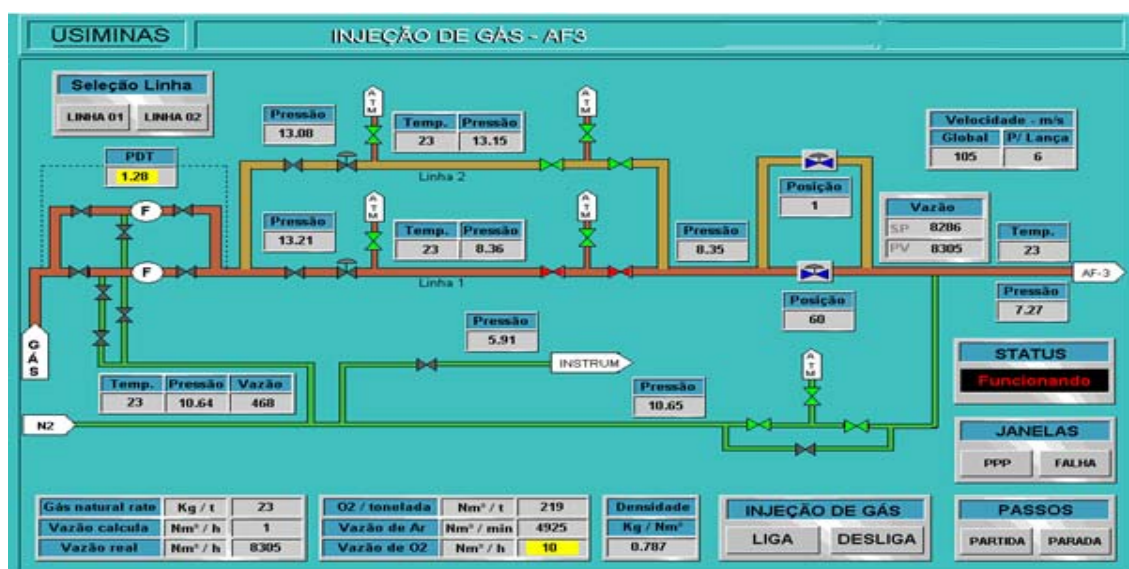 USIMINAS
INJEÇÃO DE GÁS - AF3
Seleção Linha
LINHA 01 LINHA 02
PDT
1.28
Pressão
13.08
ATM
Temp. Pressão
23 13.15
ATM
Linha 2
Velocidade - m/s
Global P/ Lança
105 6
Posição
1
Pressão
13.21
ATM
Temp. Pressão
23 8.36
ATM
Linha 1
Pressão
8.35
Vazão
SP 8286
PV 8305
Temp.
23
F
F
AF-3
Posição
60
Pressão
7.27
GÁS
Pressão
5.91
INSTRUM
ATM
STATUS
Funcionando
Temp. Pressão Vazão
23 10.64 468
Pressão
10.65
N2
JANELAS
PPP FALHA
Gás natural rate Kg / t 23
Vazão calcula Nm³ / h 1
Vazão real Nm³ / h 8305
O2 / tonelada Nm³ / t 219
Vazão de Ar Nm³ / min 4925
Vazão de O2 Nm³ / h 10
Densidade
Kg / Nm³
0.787
INJEÇÃO DE GÁS
LIGA DESLIGA
PASSOS
PARTIDA PARADA